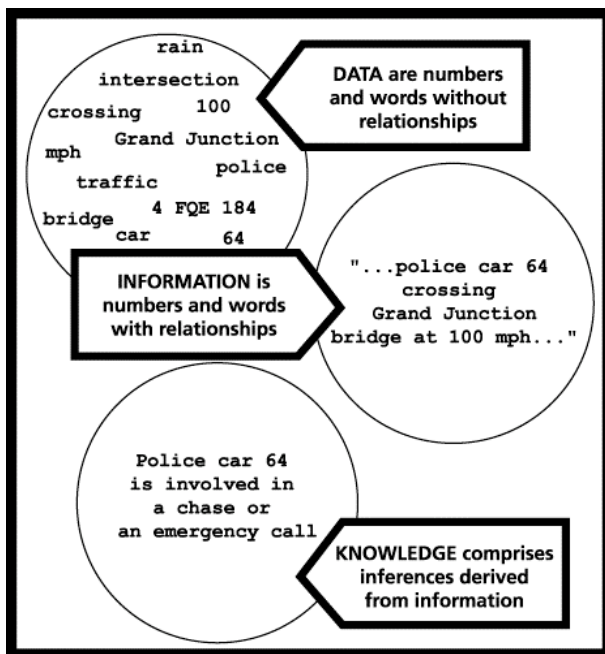 rain
intersection
crossing 100
Grand Junction
mph police
traffic
4 FQE 184
bridge
car 64
DATA are numbers
and words without
relationships
INFORMATION is
numbers and words
with relationships
"...police car 64
crossing
Grand Junction
bridge at 100 mph..."
Police car 64
is involved in
a chase or
an emergency call
KNOWLEDGE comprises
inferences derived
from information